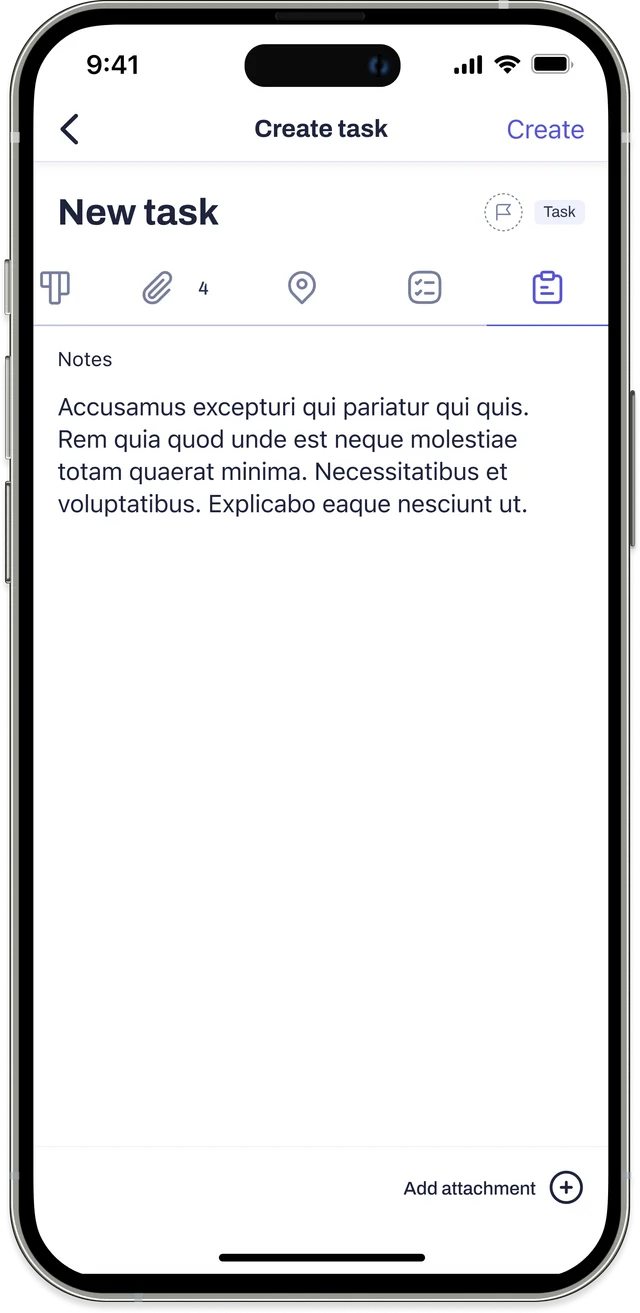 9:41
Create task
Create
New task
Task
4
Notes
Accusamus excepturi qui pariatur qui quis.
Rem quia quod unde est neque molestiae
totam quaerat minima. Necessitatibus et
voluptatibus. Explicabo eaque nesciunt ut.
Add attachment